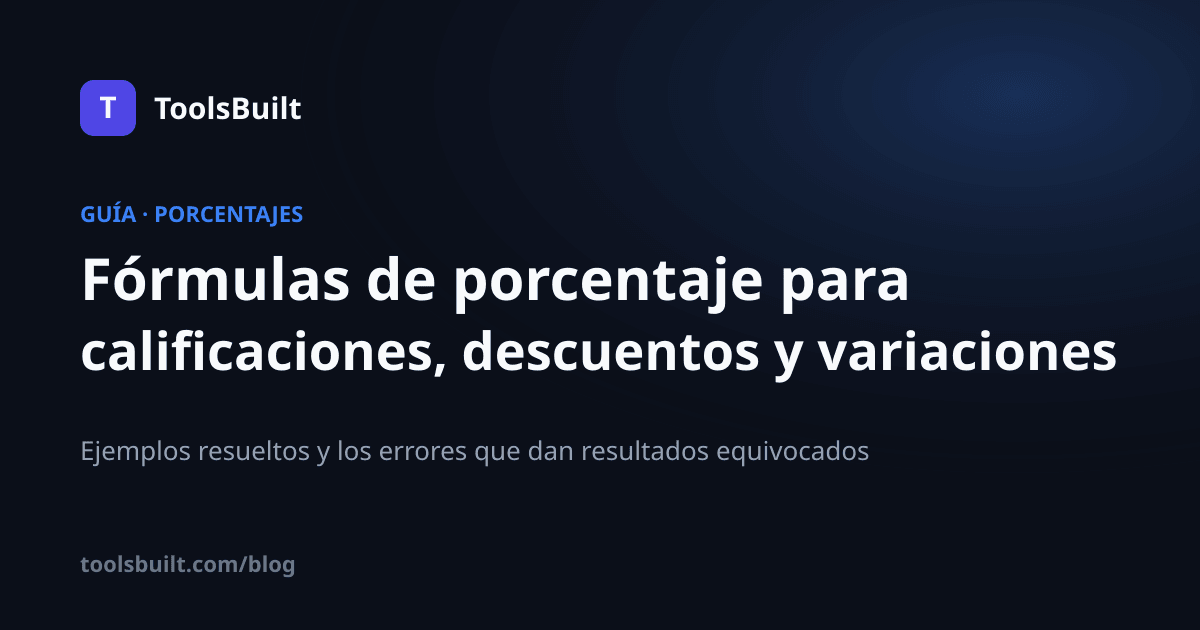 T
ToolsBuilt
GUÍA · PORCENTAJES
Fórmulas de porcentaje para
calificaciones, descuentos y variaciones
Ejemplos resueltos y los errores que dan resultados equivocados
toolsbuilt.com/blog